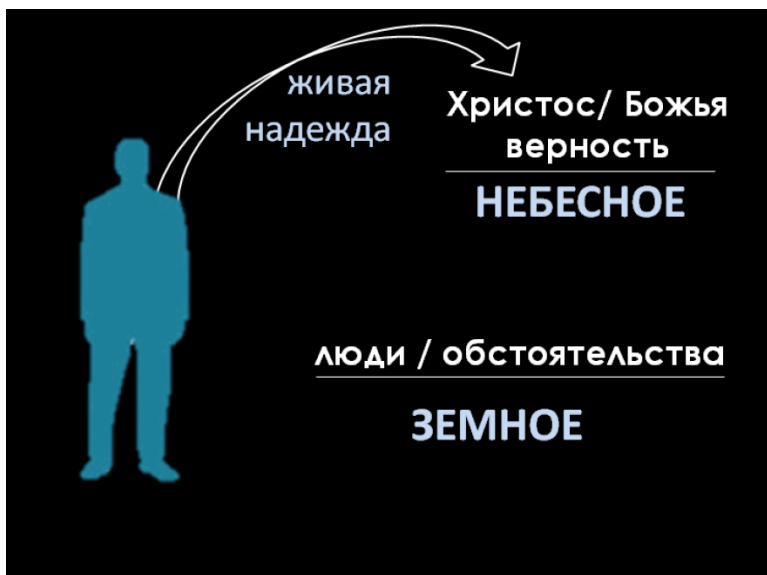 живая
надежда
Христос/ Божья
верность
НЕБЕСНОЕ
люди / обстоятельства
ЗЕМНОЕ